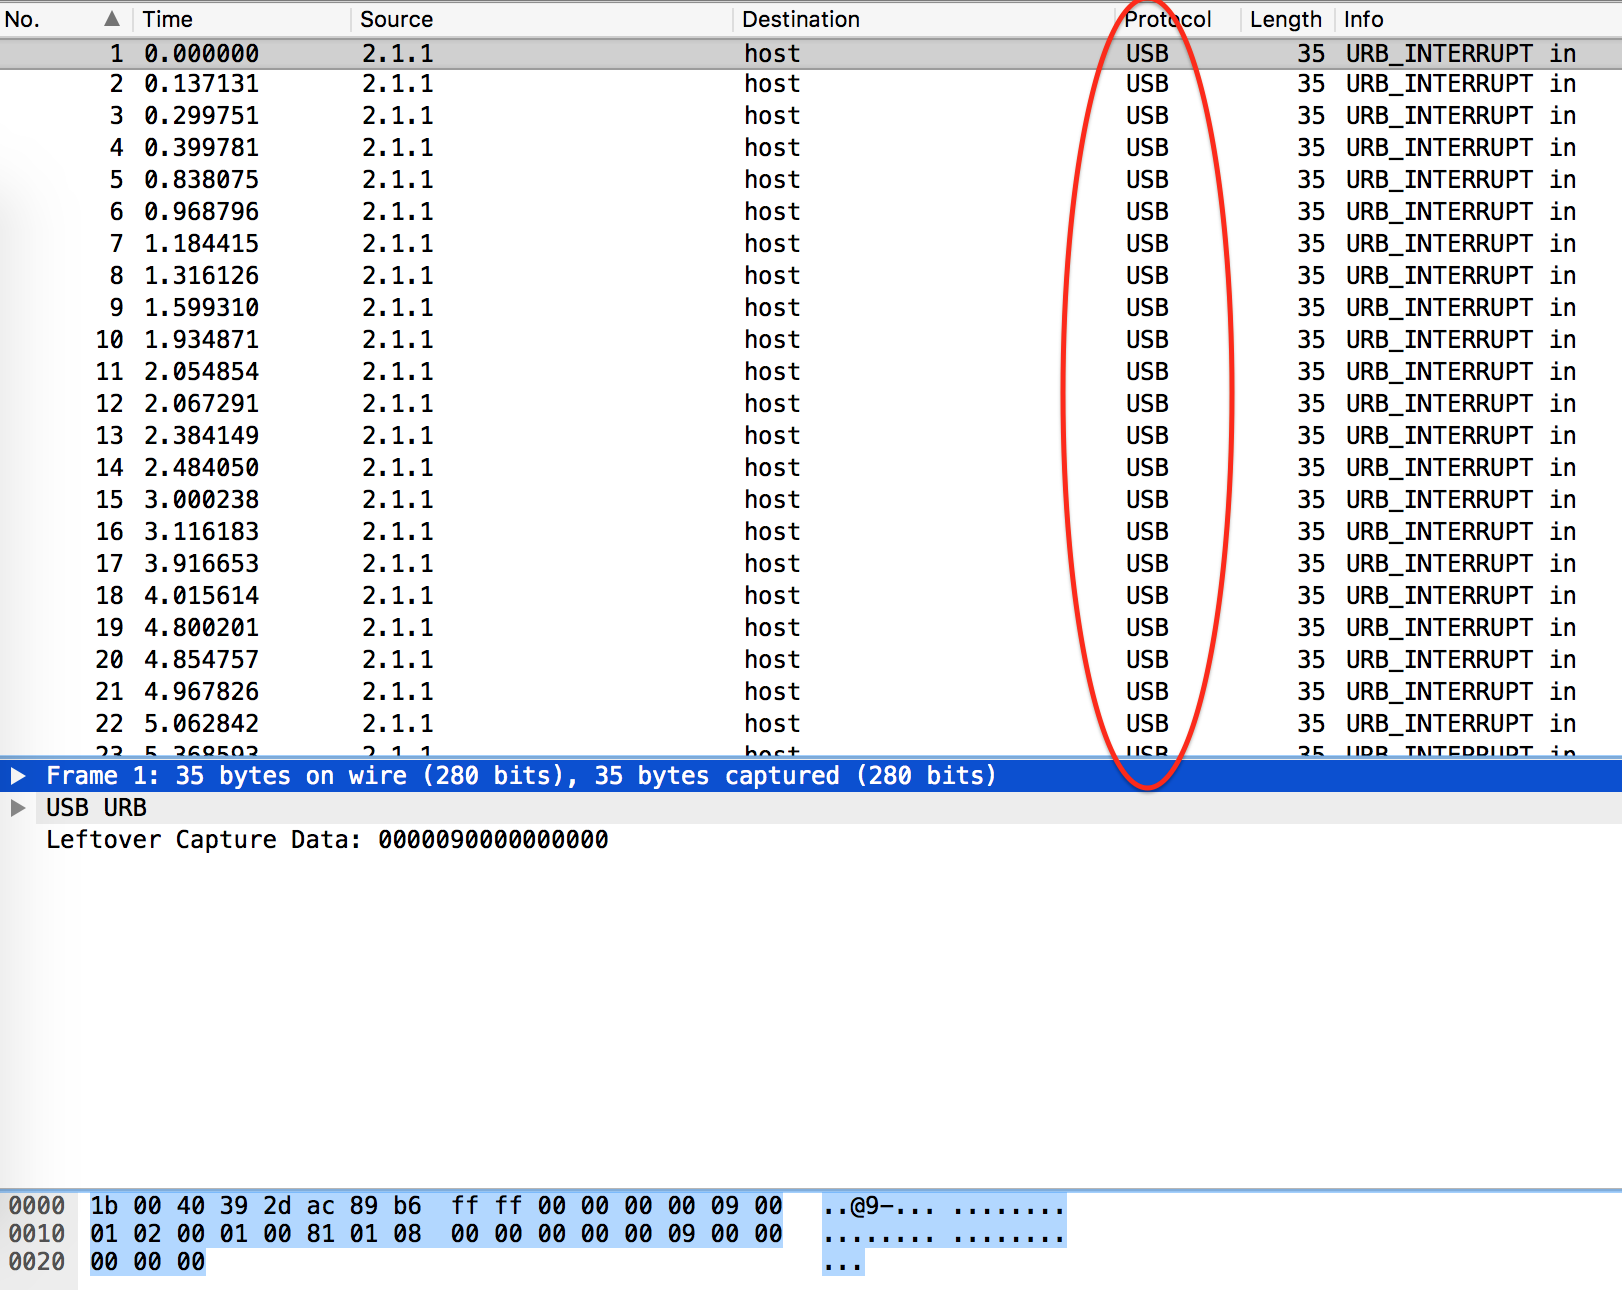 No. ▲ Time Source Destination Protocol Length Info
1 0.000000 2.1.1 host USB 35 URB_INTERRUPT in
2 0.137131 2.1.1 host USB 35 URB_INTERRUPT in
3 0.299751 2.1.1 host USB 35 URB_INTERRUPT in
4 0.399781 2.1.1 host USB 35 URB_INTERRUPT in
5 0.838075 2.1.1 host USB 35 URB_INTERRUPT in
6 0.968796 2.1.1 host USB 35 URB_INTERRUPT in
7 1.184415 2.1.1 host USB 35 URB_INTERRUPT in
8 1.316126 2.1.1 host USB 35 URB_INTERRUPT in
9 1.599310 2.1.1 host USB 35 URB_INTERRUPT in
10 1.934871 2.1.1 host USB 35 URB_INTERRUPT in
11 2.054854 2.1.1 host USB 35 URB_INTERRUPT in
12 2.067291 2.1.1 host USB 35 URB_INTERRUPT in
13 2.384149 2.1.1 host USB 35 URB_INTERRUPT in
14 2.484050 2.1.1 host USB 35 URB_INTERRUPT in
15 3.000238 2.1.1 host USB 35 URB_INTERRUPT in
16 3.116183 2.1.1 host USB 35 URB_INTERRUPT in
17 3.916653 2.1.1 host USB 35 URB_INTERRUPT in
18 4.015614 2.1.1 host USB 35 URB_INTERRUPT in
19 4.800201 2.1.1 host USB 35 URB_INTERRUPT in
20 4.854757 2.1.1 host USB 35 URB_INTERRUPT in
21 4.967826 2.1.1 host USB 35 URB_INTERRUPT in
22 5.062842 2.1.1 host USB 35 URB_INTERRUPT in
23 5.368593 2.1.1 host USB 35 URB_INTERRUPT in
Frame 1: 35 bytes on wire (280 bits), 35 bytes captured (280 bits)
USB URB
Leftover Capture Data: 0000090000000000
0000 1b 00 40 39 2d ac 89 b6 ff ff 00 00 00 00 09 00 ..@9-... ........
0010 01 02 00 01 00 81 01 08 00 00 00 00 00 09 00 00 ........ ........
0020 00 00 00 ...